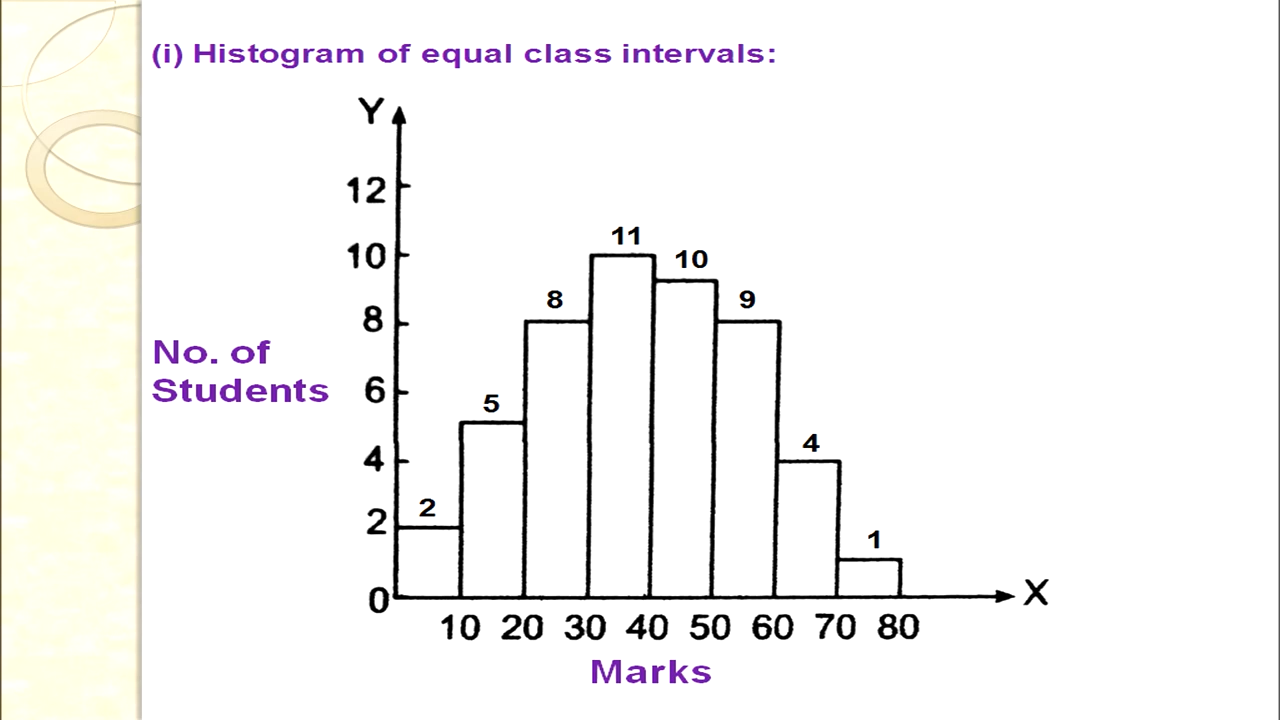 (i) Histogram of equal class intervals:
Y
12
11
10
10
8
9
8
No. of
Students
6
5
4
4
2
2
1
0
X
10 20 30 40 50 60 70 80
Marks